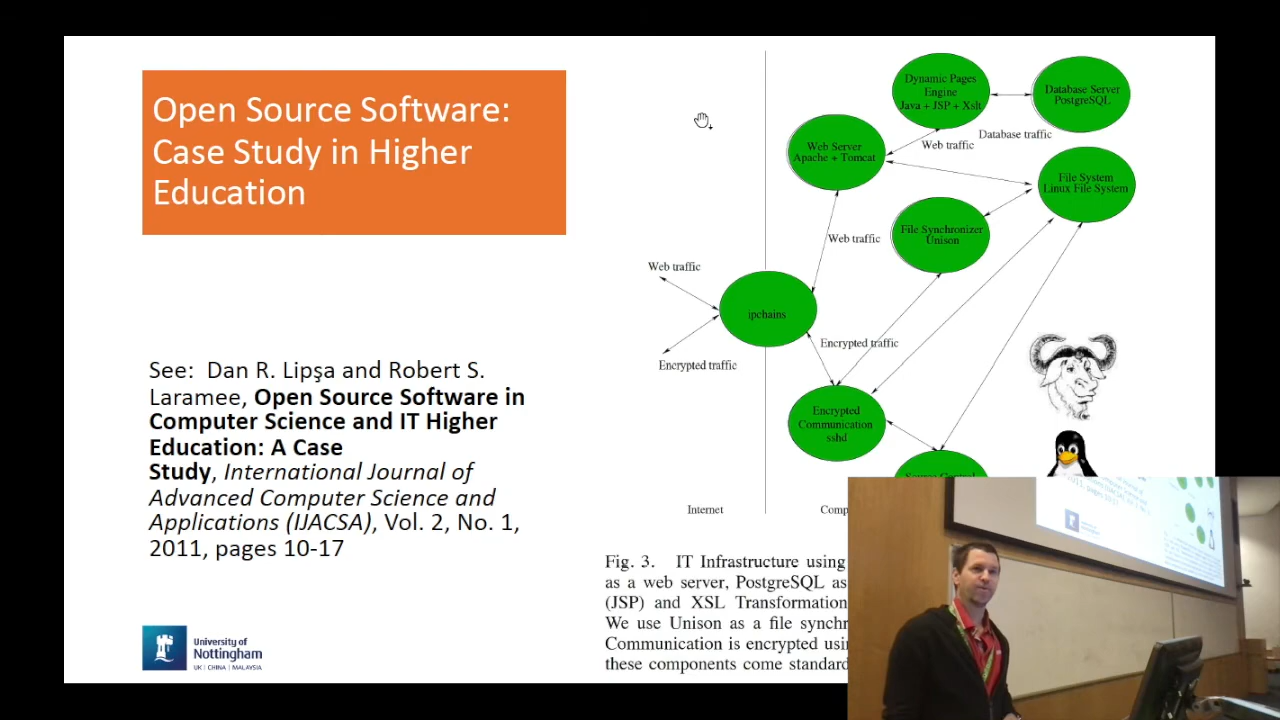 Open Source Software:
Case Study in Higher
Education
See: Dan R. Lipşa and Robert S.
Laramee, Open Source Software in
Computer Science and IT Higher
Education: A Case
Study, International Journal of
Advanced Computer Science and
Applications (IJACSA), Vol. 2, No. 1,
2011, pages 10-17
University of
Nottingham
UK | CHINA | MALAYSIA
Dynamic Pages
Engine
Java + JSP + Xslt
Database Server
PostgreSQL
Database traffic
Web traffic
Web Server
Apache + Tomcat
File System
Linux File System
File Synchronizer
Unison
Web traffic
Web traffic
ipchains
Encrypted traffic
Encrypted traffic
Encrypted
Communication
sshd
Source Control
Internet
Comp
Fig. 3. IT Infrastructure using
as a web server, PostgreSQL as
(JSP) and XSL Transformation
We use Unison as a file synchr
Communication is encrypted usi
these components come standard